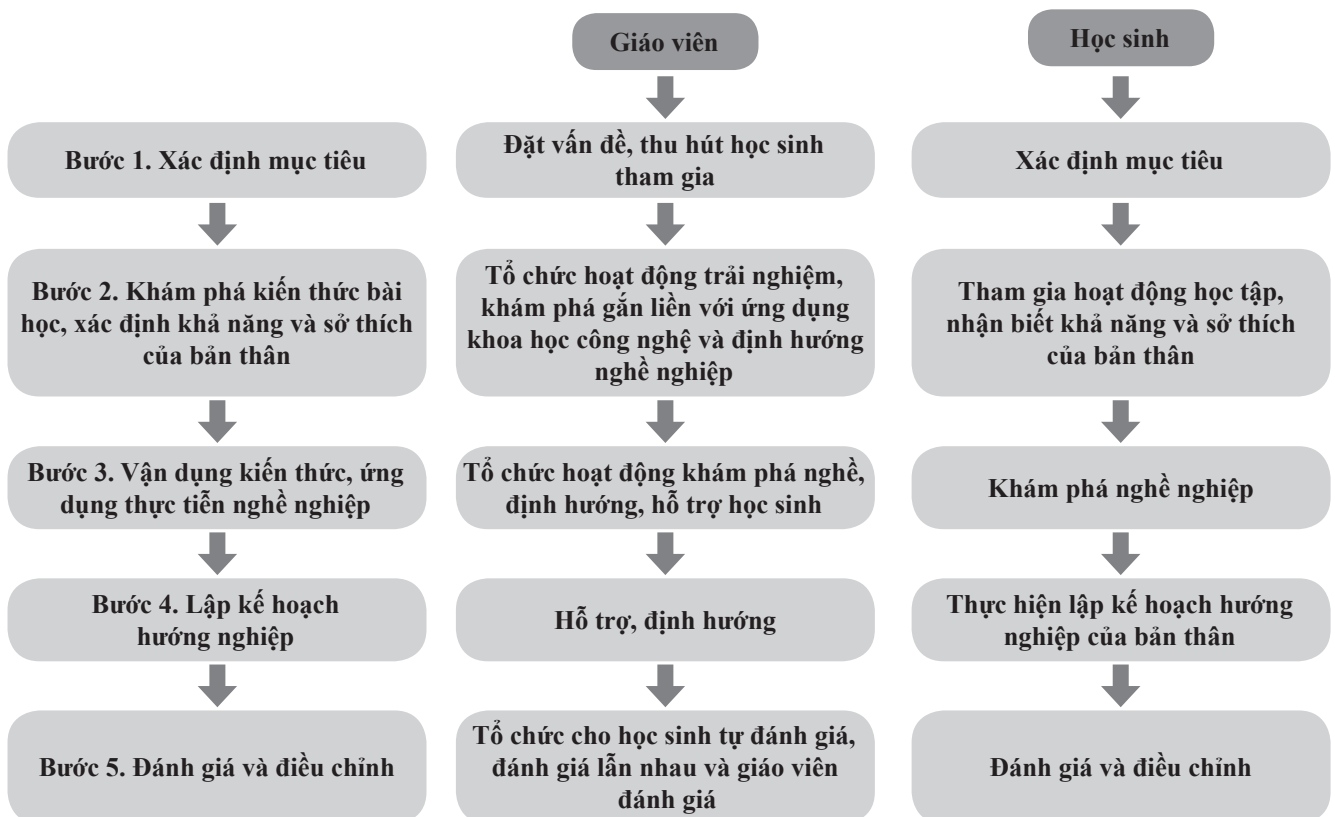 Giáo viên
Học sinh
Bước 1. Xác định mục tiêu
Đặt vấn đề, thu hút học sinh
tham gia
Xác định mục tiêu
Bước 2. Khám phá kiến thức bài
học, xác định khả năng và sở thích
của bản thân
Tổ chức hoạt động trải nghiệm,
khám phá gắn liền với ứng dụng
khoa học công nghệ và định hướng
nghề nghiệp
Tham gia hoạt động học tập,
nhận biết khả năng và sở thích
của bản thân
Bước 3. Vận dụng kiến thức, ứng
dụng thực tiễn nghề nghiệp
Tổ chức hoạt động khám phá nghề,
định hướng, hỗ trợ học sinh
Khám phá nghề nghiệp
Bước 4. Lập kế hoạch
hướng nghiệp
Hỗ trợ, định hướng
Thực hiện lập kế hoạch hướng
nghiệp của bản thân
Bước 5. Đánh giá và điều chỉnh
Tổ chức cho học sinh tự đánh giá,
đánh giá lẫn nhau và giáo viên
đánh giá
Đánh giá và điều chỉnh